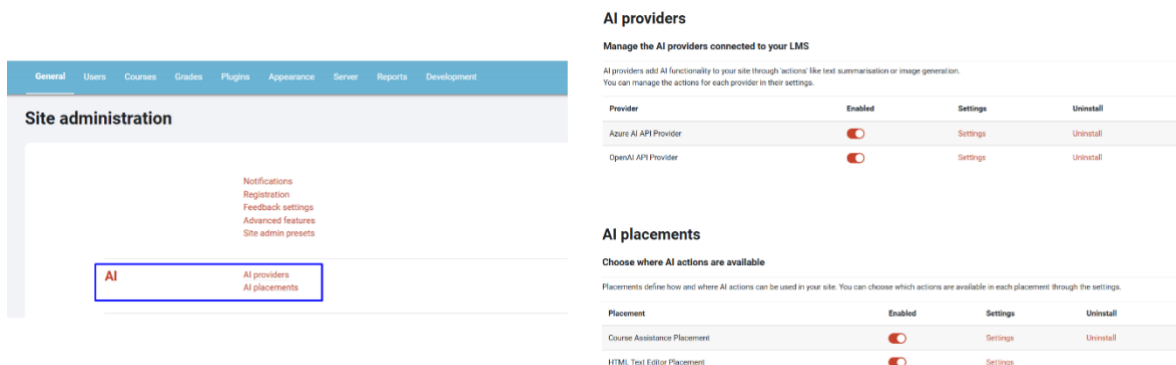 General Users Courses Grades Plugins Appearance Server Reports Development
Site administration
Notifications
Registration
Feedback settings
Advanced features
Site admin presets
AI
AI providers
AI placements
AI providers
Manage the AI providers connected to your LMS
AI providers add AI functionality to your site through 'actions' like text summarisation or image generation.
You can manage the actions for each provider in their settings.
Provider Enabled Settings Uninstall
Azure AI API Provider Settings Uninstall
OpenAI API Provider Settings Uninstall
AI placements
Choose where AI actions are available
Placements define how and where AI actions can be used in your site. You can choose which actions are available in each placement through the settings.
Placement Enabled Settings Uninstall
Course Assistance Placement Settings Uninstall
HTML Text Editor Placement Settings